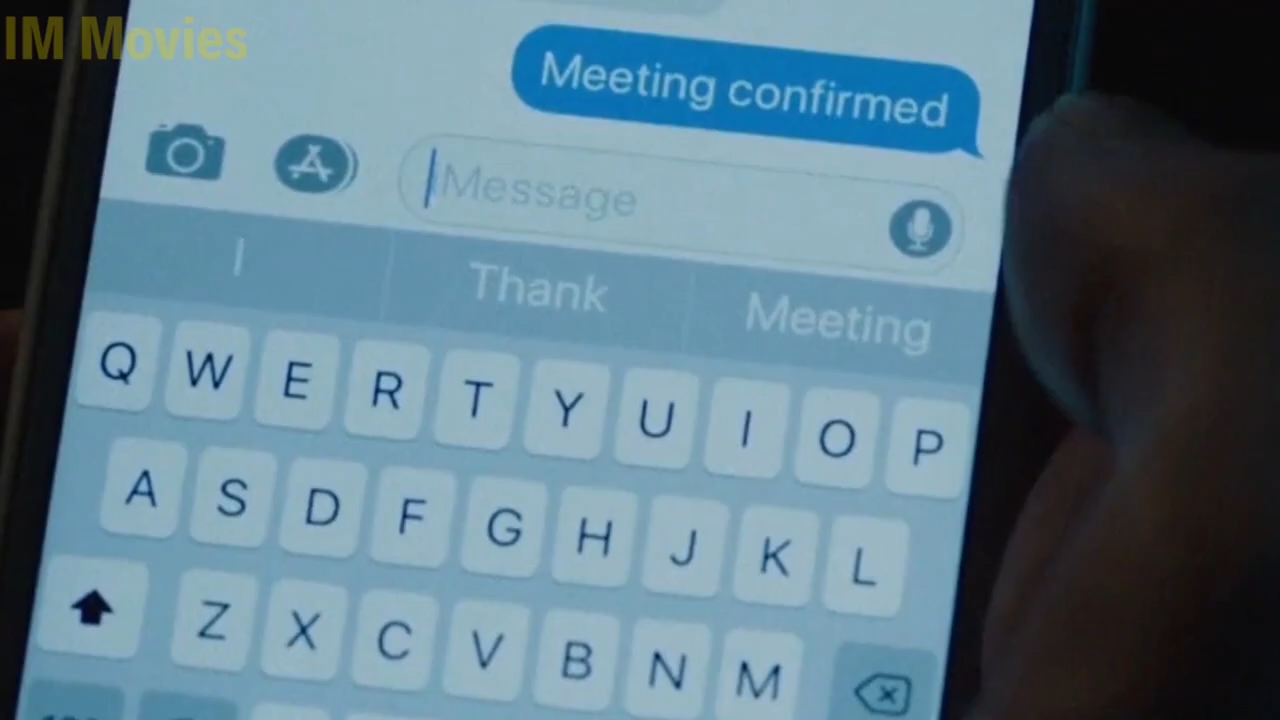 IM Movies
Meeting confirmed
Message
I Thank Meeting
Q W E R T Y U I O P
A S D F G H J K L
Z X C V B N M